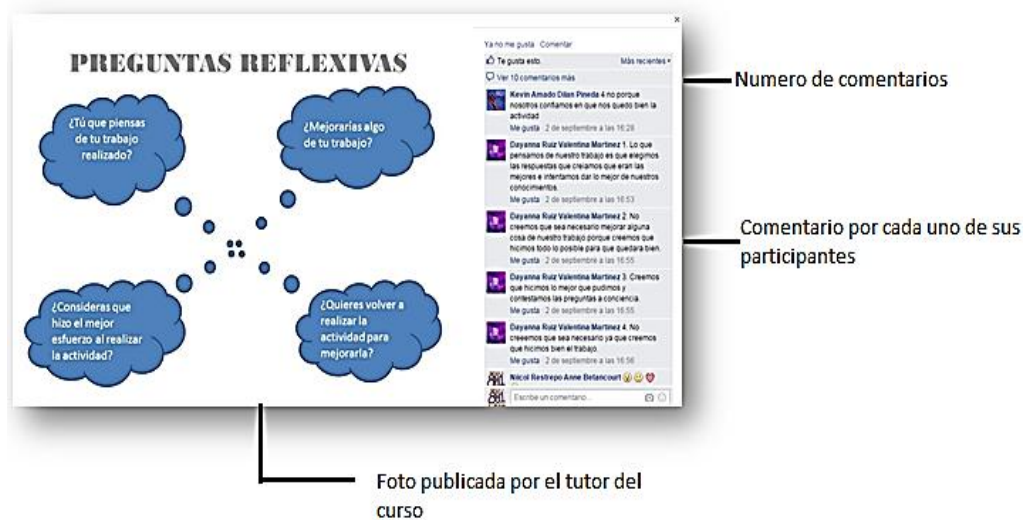 PREGUNTAS REFLEXIVAS
¿Tú que piensas
de tu trabajo
realizado?
¿Mejorarías algo
de tu trabajo?
¿Consideras que
hizo el mejor
esfuerzo al realizar
la actividad?
¿Quieres volver a
realizar la
actividad para
mejorarla?
x
Ya no me gusta Comentar
Te gusta esto. Más recientes
Ver 10 comentarios más
Kevin Amado Dilan Pineda 4 no porque
nosotros confiamos en que nos quedo bien la
actividad
Me gusta 2 de septiembre a las 16:28
Dayanna Ruiz Valentina Martinez 1. Lo que
pensamos de nuestro trabajo es que elegimos
las respuestas que creiamos que eran las
mejores e intentamos dar lo mejor de nuestros
conocimientos.
Me gusta 2 de septiembre a las 16:53
Dayanna Ruiz Valentina Martinez 2. No
creemos que sea necesario mejorar alguna
cosa de nuestro trabajo porque creemos que
hicimos todo lo posible para que quedara bien.
Me gusta 2 de septiembre a las 16:55
Dayanna Ruiz Valentina Martinez 3. Creemos
que hicimos lo mejor que pudimos y
contestamos las preguntas a conciencia.
Me gusta 2 de septiembre a las 16:55
Dayanna Ruiz Valentina Martinez 4. No
creeemos que sea necesario ya que creemos
que hicimos bien el trabajo.
Me gusta 2 de septiembre a las 16:56
Niicol Restrepo Anne Betancourt
Escribe un comentario...
Numero de comentarios
Comentario por cada uno de sus
participantes
Foto publicada por el tutor del
curso